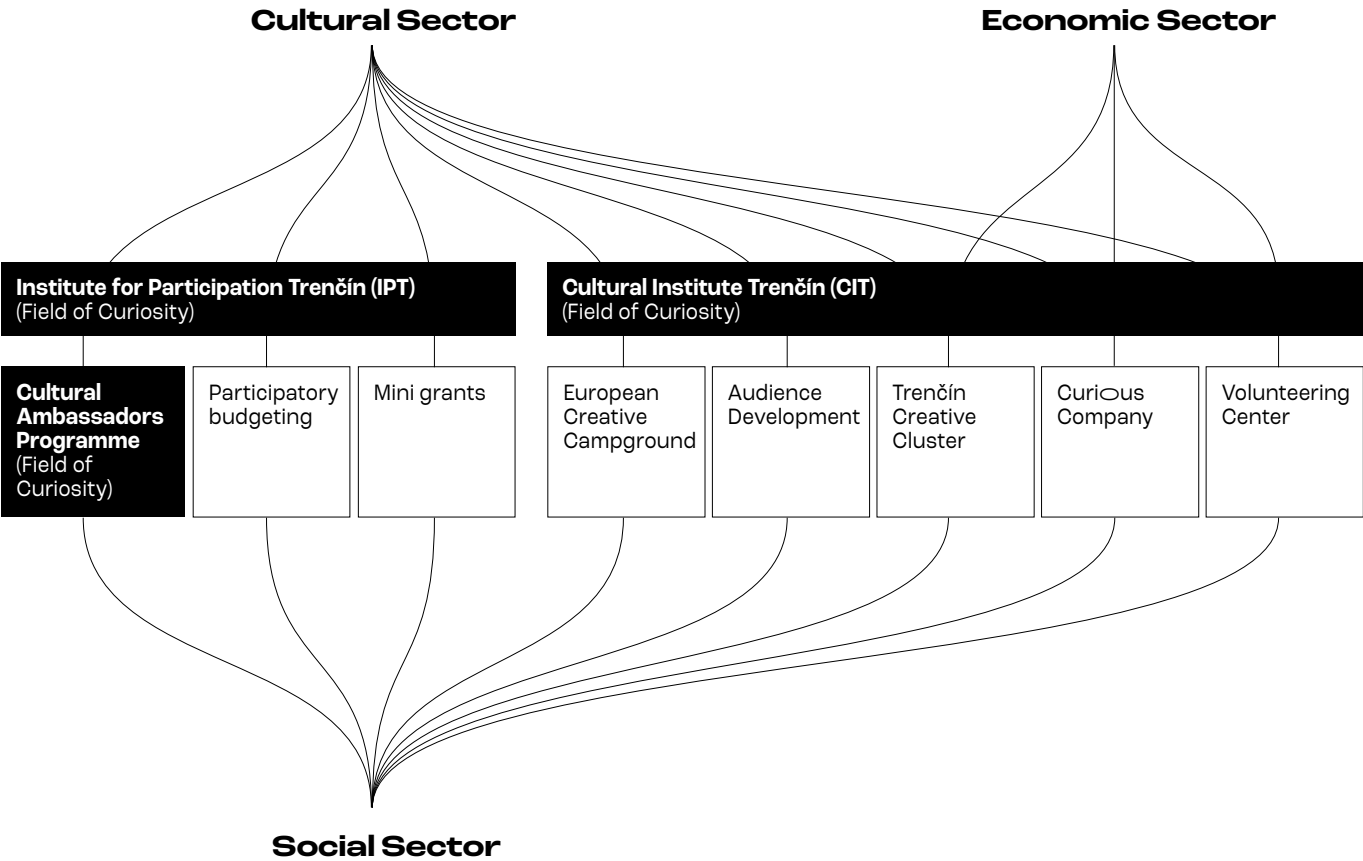 Cultural Sector
Economic Sector
Institute for Participation Trenčín (IPT)
(Field of Curiosity)
Cultural Institute Trenčín (CIT)
(Field of Curiosity)
Cultural
Ambassadors
Programme
(Field of
Curiosity)
Participatory
budgeting
Mini grants
European
Creative
Campground
Audience
Development
Trenčín
Creative
Cluster
Curious
Company
Volunteering
Center
Social Sector